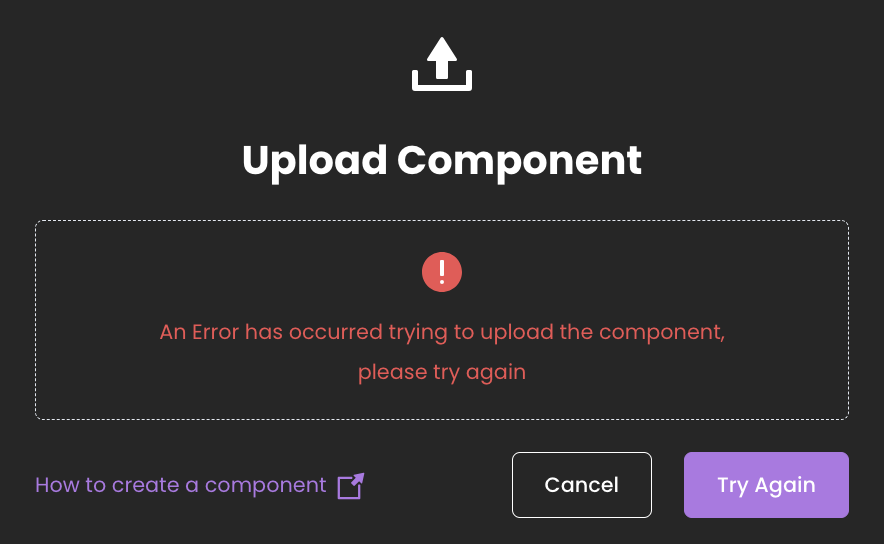 Upload Component
An Error has occurred trying to upload the component,
please try again
How to create a component
Cancel
Try Again